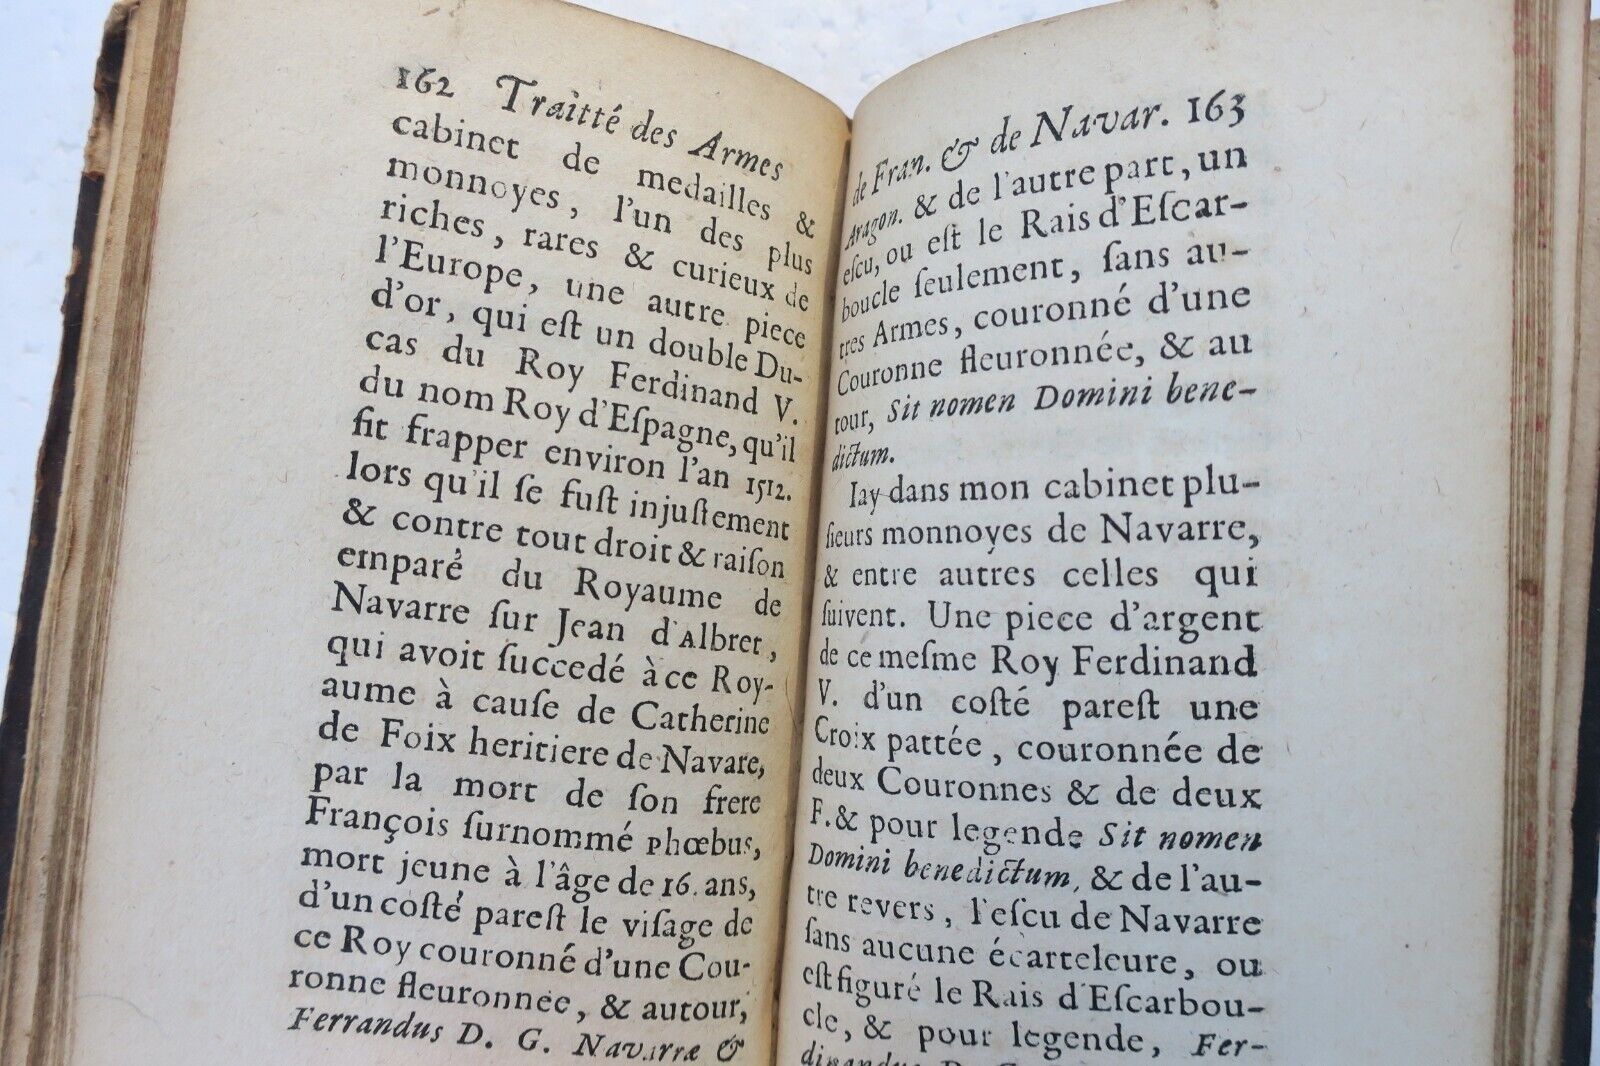 162 Traitté des Armes
cabinet de medailles &
monnoyes, l'un des plus
riches, rares & curieux de
l'Europe, une autre piece
d'or, qui eſt un double Du-
cas du Roy Ferdinand V.
du nom Roy d'Eſpagne, qu'il
fit frapper environ l'an 1512.
lors qu'il ſe fuſt injuſtement
& contre tout droit & raiſon
emparé du Royaume de
Navarre ſur Jean d'Albret,
qui avoit ſuccedé à ce Roy-
aume à cauſe de Catherine
de Foix heritiere de Navare,
par la mort de ſon frere
François ſurnommé Phœbus,
mort jeune à l'âge de 16. ans,
d'un coſté pareſt le viſage de
ce Roy couronné d'une Cou-
ronne fleuronnée, & autour,
Ferrandus D. G. Navarræ &
de Fran. & de Navar. 163
Aragon. & de l'autre part, un
eſcu, ou eſt le Rais d'Eſcar-
boucle ſeulement, ſans au-
tres Armes, couronné d'une
Couronne fleuronnée, & au
tour, Sit nomen Domini bene-
dictum.
Iay dans mon cabinet plu-
ſieurs monnoyes de Navarre,
& entre autres celles qui
ſuivent. Une piece d'argent
de ce meſme Roy Ferdinand
V. d'un coſté pareſt une
Croix pattée, couronnée de
deux Couronnes & de deux
F. & pour legende Sit nomen
Domini benedictum, & de l'au-
tre revers, l'eſcu de Navarre
ſans aucune écarteleure, ou
eſt figuré le Rais d'Eſcarbou-
cle, & pour legende, Fer-
dinandus D.